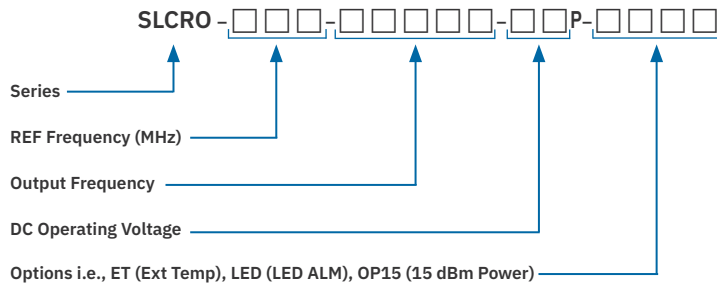 SLCRO -□□□-□□□□□-□□P-□□□□
Series
REF Frequency (MHz)
Output Frequency
DC Operating Voltage
Options i.e., ET (Ext Temp), LED (LED ALM), OP15 (15 dBm Power)